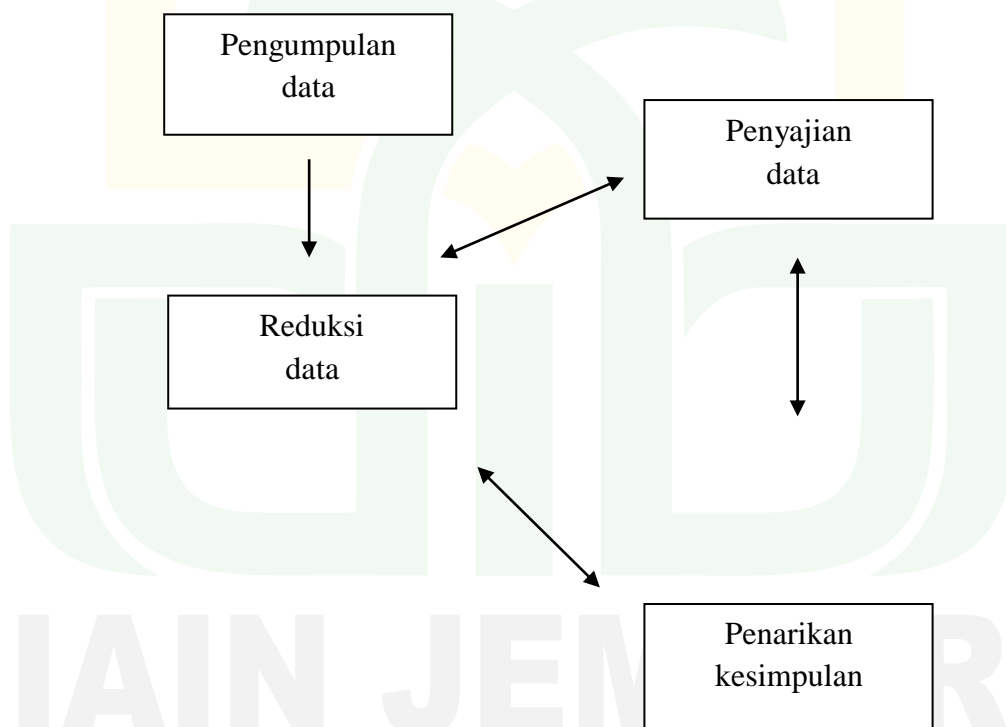 Pengumpulan
data
Penyajian
data
Reduksi
data
Penarikan
kesimpulan
IAIN JEM R